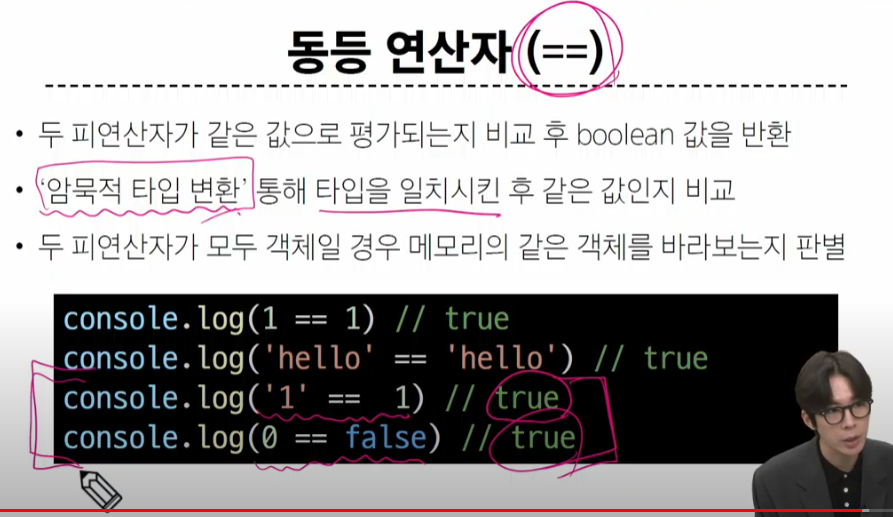 동등 연산자 (==)
• 두 피연산자가 같은 값으로 평가되는지 비교 후 boolean 값을 반환
• ‘암묵적 타입 변환’ 통해 타입을 일치시킨 후 같은 값인지 비교
• 두 피연산자가 모두 객체일 경우 메모리의 같은 객체를 바라보는지 판별
console.log(1 == 1) // true
console.log('hello' == 'hello') // true
console.log('1' == 1) // true
console.log(0 == false) // true